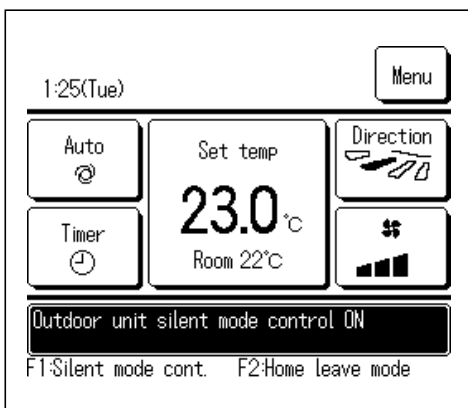 Menu
1:25(Tue)
Auto
Set temp
Direction
23.0°C
Timer
Room 22°C
Outdoor unit silent mode control ON
F1:Silent mode cont. F2:Home leave mode